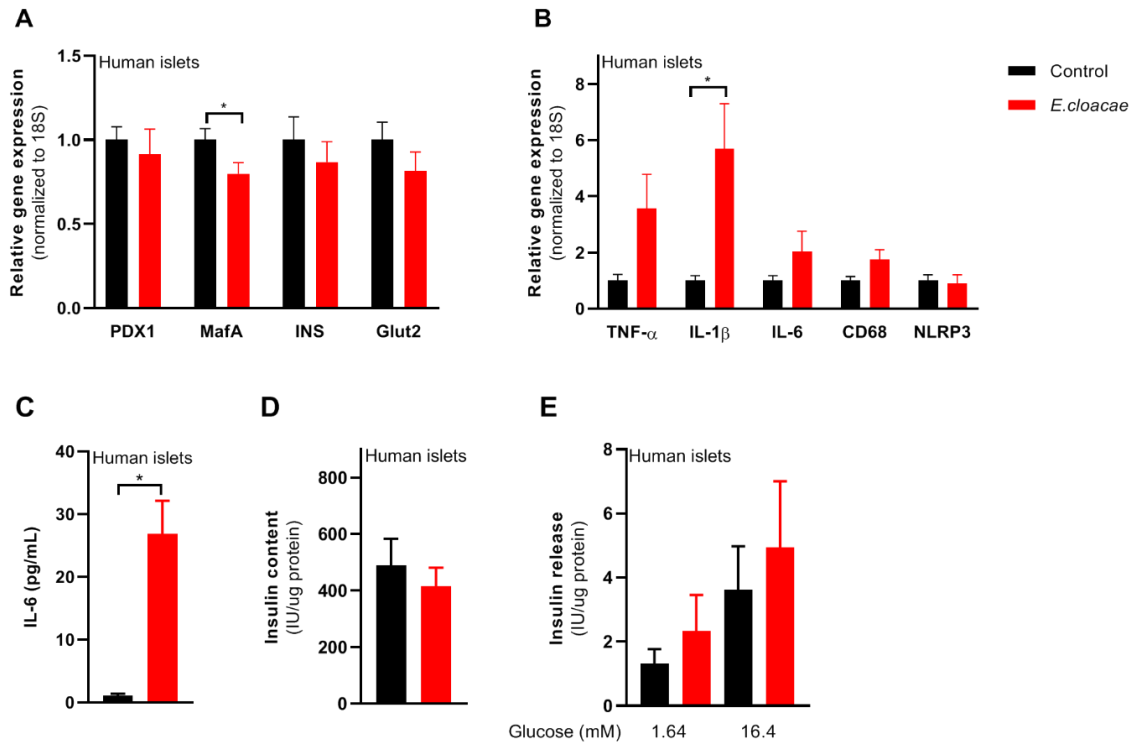 A
Human islets
Relative gene expression
(normalized to 18S)
1.5
1.0
0.5
0.0
*
PDX1 MafA INS Glut2
B
Human islets
Relative gene expression
(normalized to 18S)
8
6
4
2
0
*
TNF-α IL-1β IL-6 CD68 NLRP3
Control
E.cloacae
C
Human islets
IL-6 (pg/mL)
40
30
20
10
0
*
D
Human islets
Insulin content
(IU/ug protein)
800
600
400
200
0
E
Human islets
Insulin release
(IU/ug protein)
8
6
4
2
0
Glucose (mM) 1.64 16.4